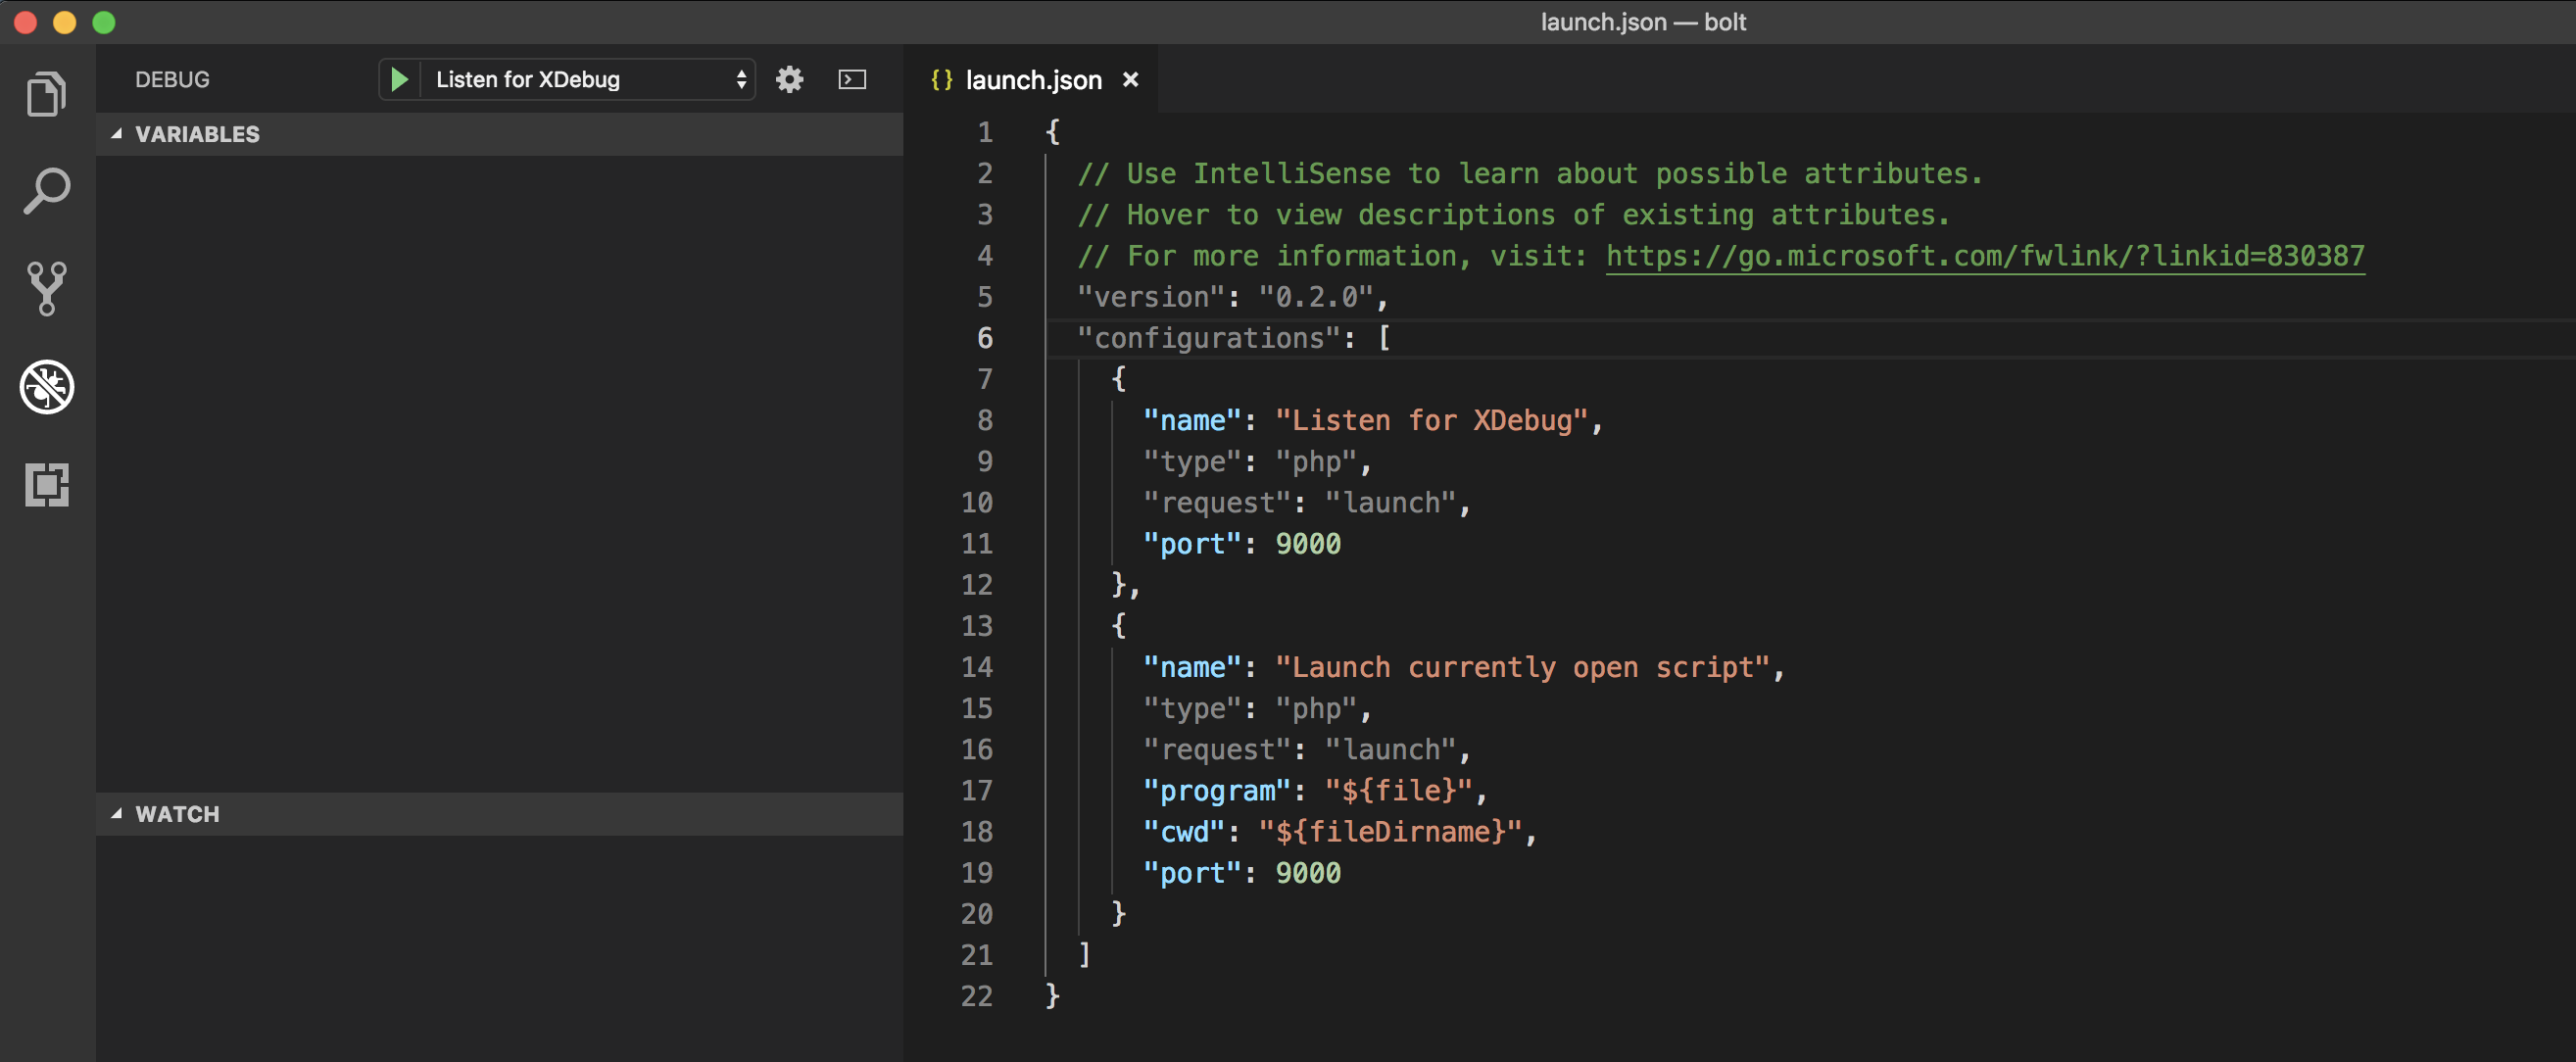 launch.json — bolt
DEBUG
Listen for XDebug
VARIABLES
WATCH
{} launch.json ×
1 {
2 // Use IntelliSense to learn about possible attributes.
3 // Hover to view descriptions of existing attributes.
4 // For more information, visit: https://go.microsoft.com/fwlink/?linkid=830387
5 "version": "0.2.0",
6 "configurations": [
7 {
8 "name": "Listen for XDebug",
9 "type": "php",
10 "request": "launch",
11 "port": 9000
12 },
13 {
14 "name": "Launch currently open script",
15 "type": "php",
16 "request": "launch",
17 "program": "${file}",
18 "cwd": "${fileDirname}",
19 "port": 9000
20 }
21 ]
22 }